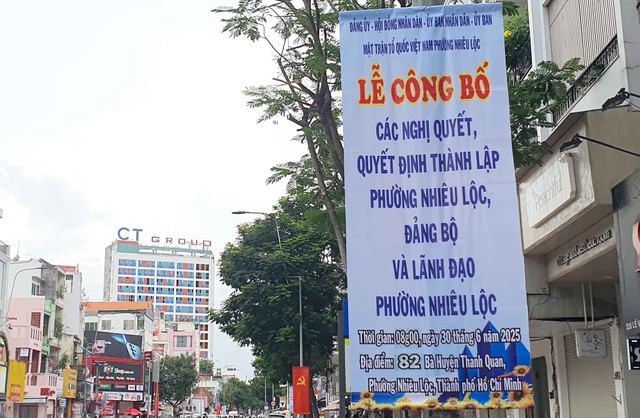 ĐẢNG ỦY - HỘI ĐỒNG NHÂN DÂN - ỦY BAN NHÂN DÂN - ỦY BAN
MẶT TRẬN TỔ QUỐC VIỆT NAM PHƯỜNG NHIÊU LỘC
LỄ CÔNG BỐ
CÁC NGHỊ QUYẾT,
QUYẾT ĐỊNH THÀNH LẬP
PHƯỜNG NHIÊU LỘC,
ĐẢNG BỘ
VÀ LÃNH ĐẠO
PHƯỜNG NHIÊU LỘC
Thời gian: 08g00, ngày 30 tháng 6 năm 2025
Địa điểm: 82 Bà Huyện Thanh Quan,
Phường Nhiêu Lộc, Thành phố Hồ Chí Minh
CT GROUP
beautiful
Shop